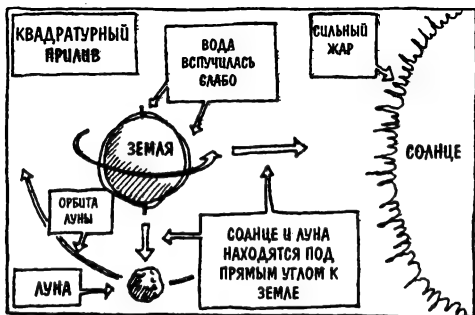 КВАДРАТУРНЫЙ
ПРИЛИВ
ВОДА
ВСПУЧИЛАСЬ
СЛАБО
СИЛЬНЫЙ
ЖАР
ЗЕМЛЯ
СОЛНЦЕ
ОРБИТА
ЛУНЫ
СОЛНЦЕ И ЛУНА
НАХОДЯТСЯ ПОД
ПРЯМЫМ УГЛОМ К
ЗЕМЛЕ
ЛУНА